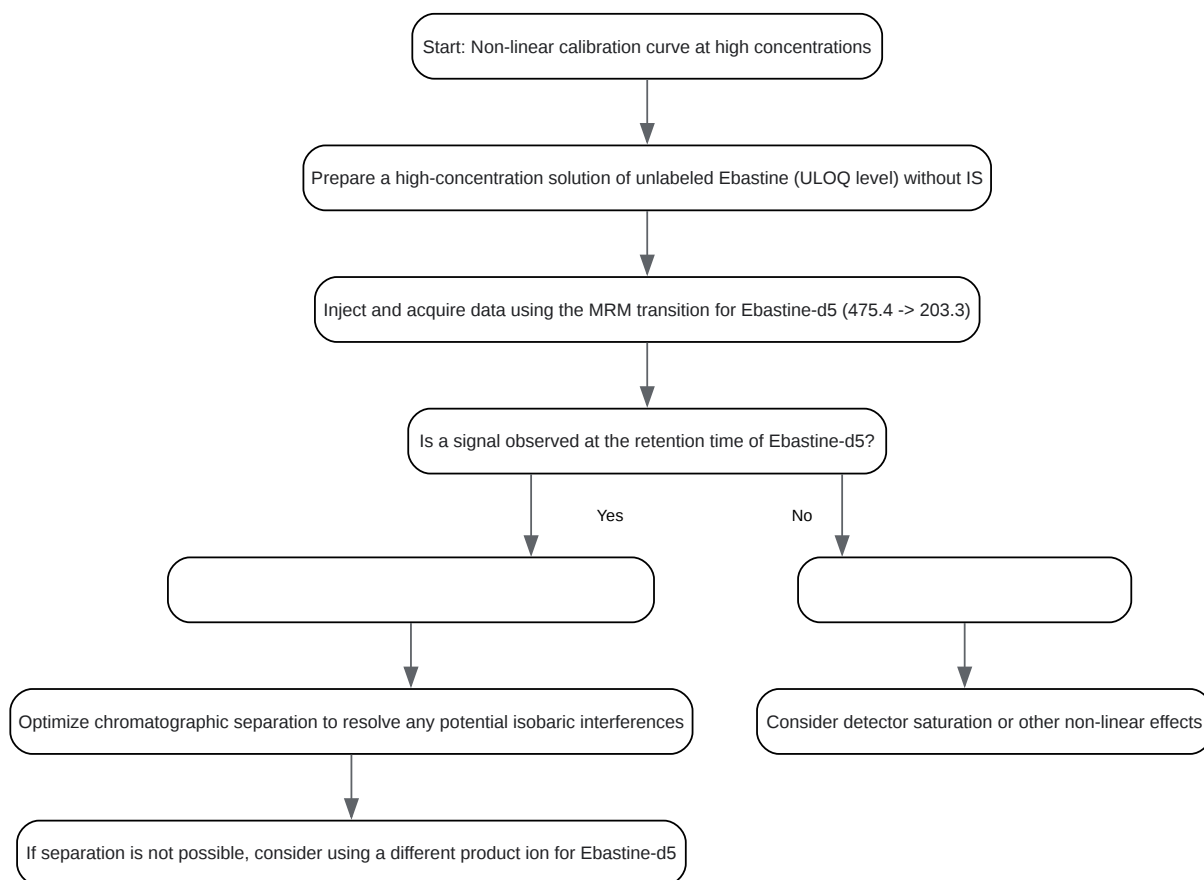 Start: Non-linear calibration curve at high concentrations
Prepare a high-concentration solution of unlabeled Ebastine (ULOQ level) without IS
Inject and acquire data using the MRM transition for Ebastine-d5 (475.4 -> 203.3)
Is a signal observed at the retention time of Ebastine-d5?
Yes
No
Optimize chromatographic separation to resolve any potential isobaric interferences
Consider detector saturation or other non-linear effects
If separation is not possible, consider using a different product ion for Ebastine-d5